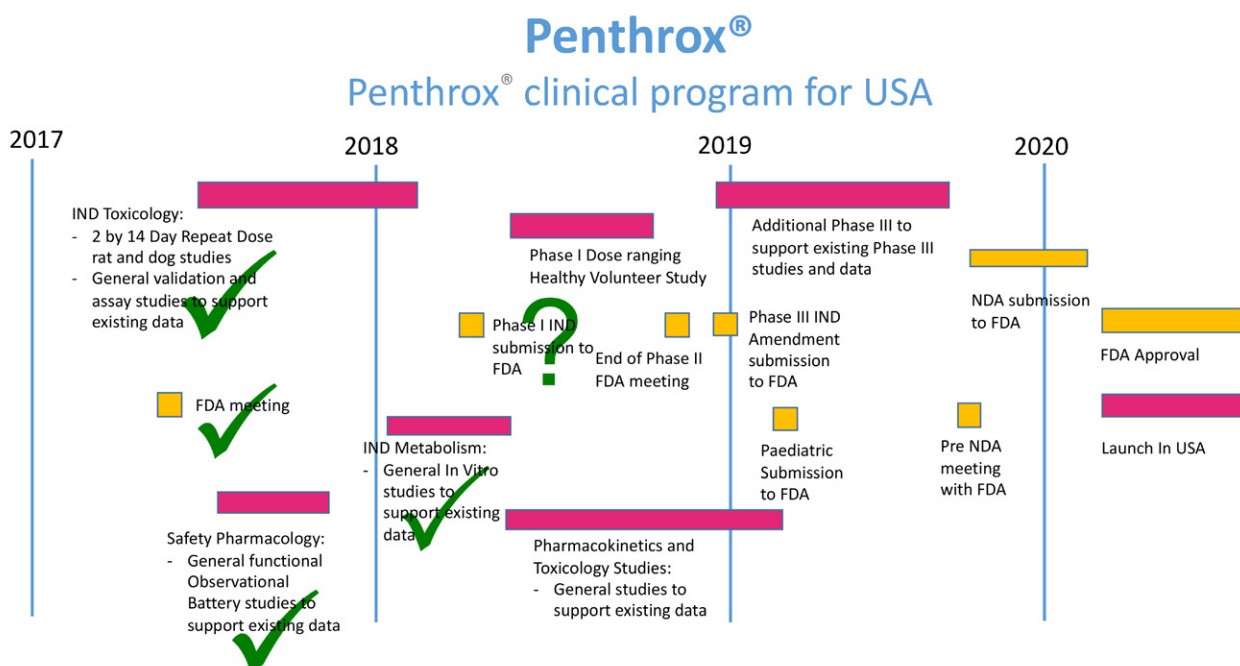 Penthrox®
Penthrox® clinical program for USA
2017
2018
2019
2020
IND Toxicology:
- 2 by 14 Day Repeat Dose
rat and dog studies
- General validation and
assay studies to support
existing data
Phase I Dose ranging
Healthy Volunteer Study
Additional Phase III to
support existing Phase III
studies and data
NDA submission
to FDA
Phase I IND
submission to
FDA
?
End of Phase II
FDA meeting
Phase III IND
Amendment
submission
to FDA
FDA Approval
FDA meeting
IND Metabolism:
- General In Vitro
studies to
support existing
data
Paediatric
Submission
to FDA
Pre NDA
meeting
with FDA
Launch In USA
Safety Pharmacology:
- General functional
Observational
Battery studies to
support existing data
Pharmacokinetics and
Toxicology Studies:
- General studies to
support existing data